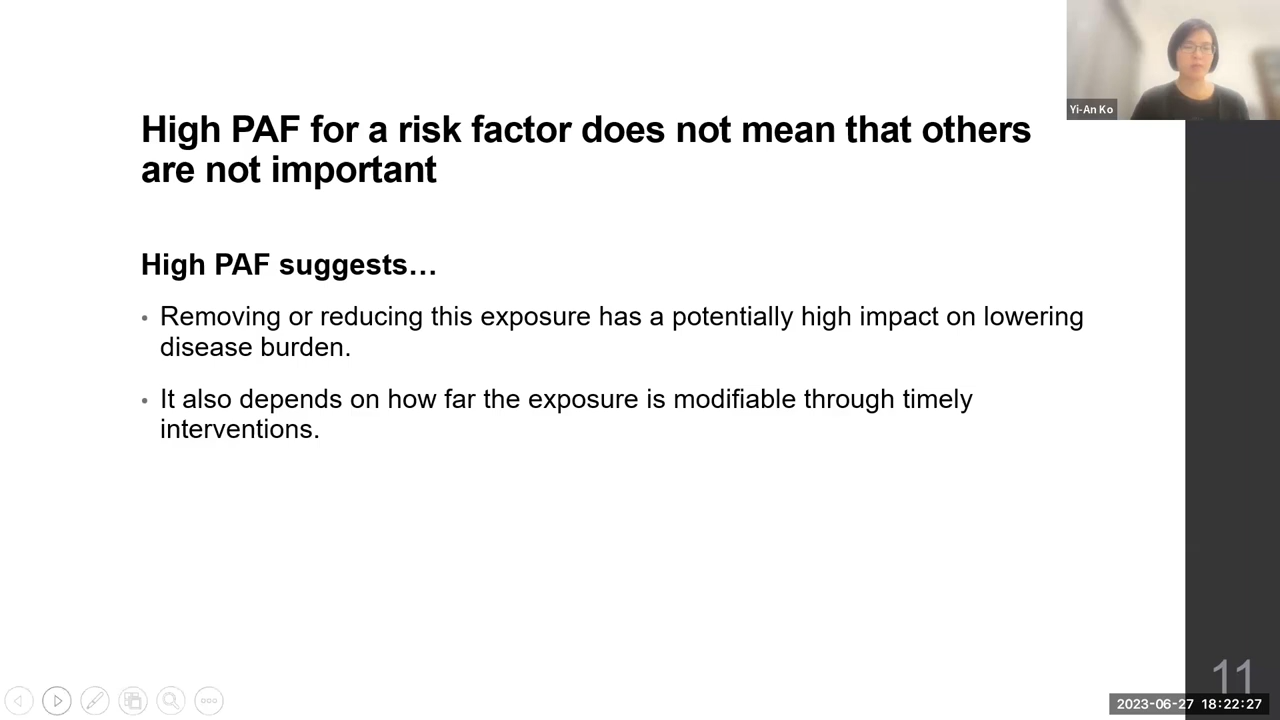 Yi-An Ko
High PAF for a risk factor does not mean that others
are not important
High PAF suggests…
• Removing or reducing this exposure has a potentially high impact on lowering
disease burden.
• It also depends on how far the exposure is modifiable through timely
interventions.
11
2023-06-27 18:22:27